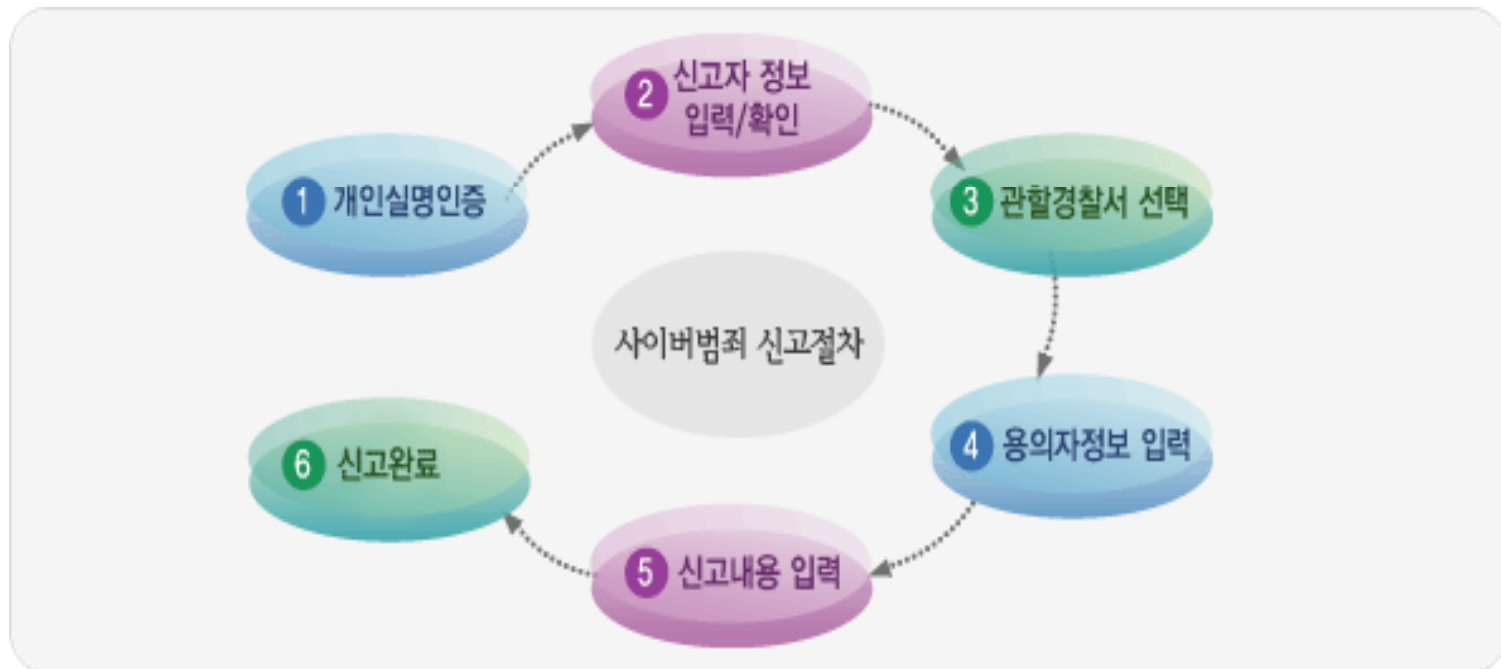 1 개인실명인증
2 신고자 정보
입력/확인
3 관할경찰서 선택
사이버범죄 신고절차
4 용의자정보 입력
5 신고내용 입력
6 신고완료